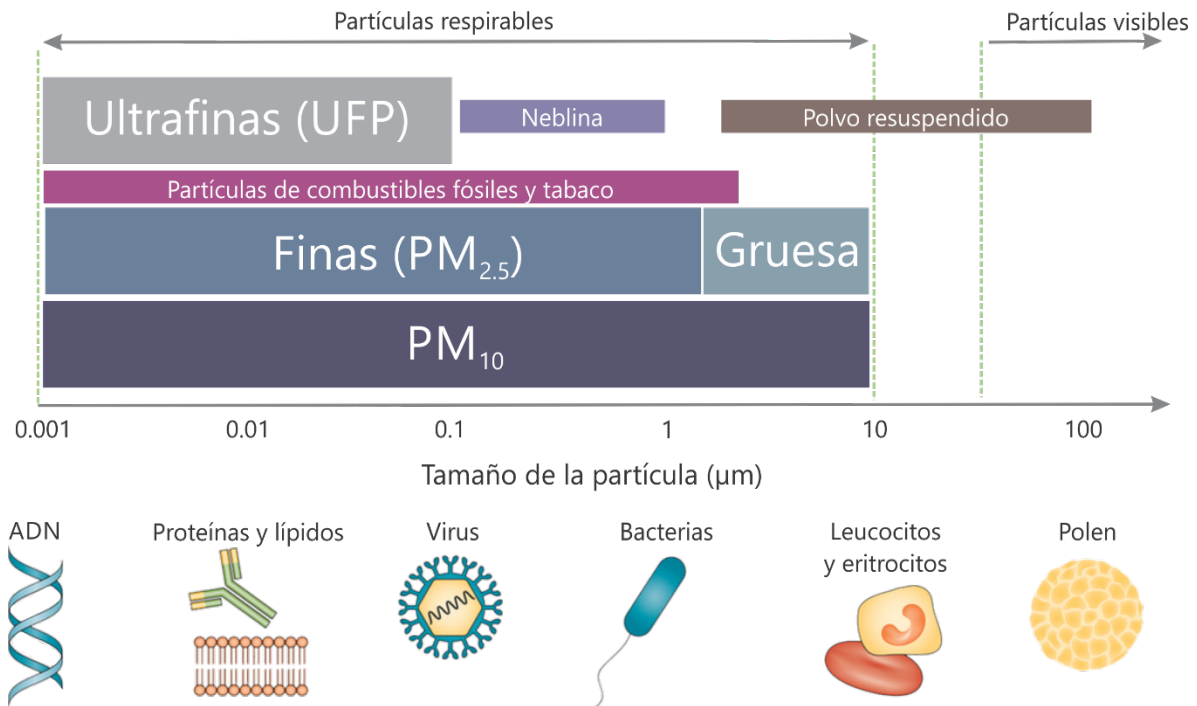 Partículas respirables
Partículas visibles
Ultrafinas (UFP)
Neblina
Polvo resuspendido
Partículas de combustibles fósiles y tabaco
Finas (PM2.5)
Gruesa
PM10
0.001
0.01
0.1
1
10
100
Tamaño de la partícula (µm)
ADN
Proteínas y lípidos
Virus
Bacterias
Leucocitos
y eritrocitos
Polen